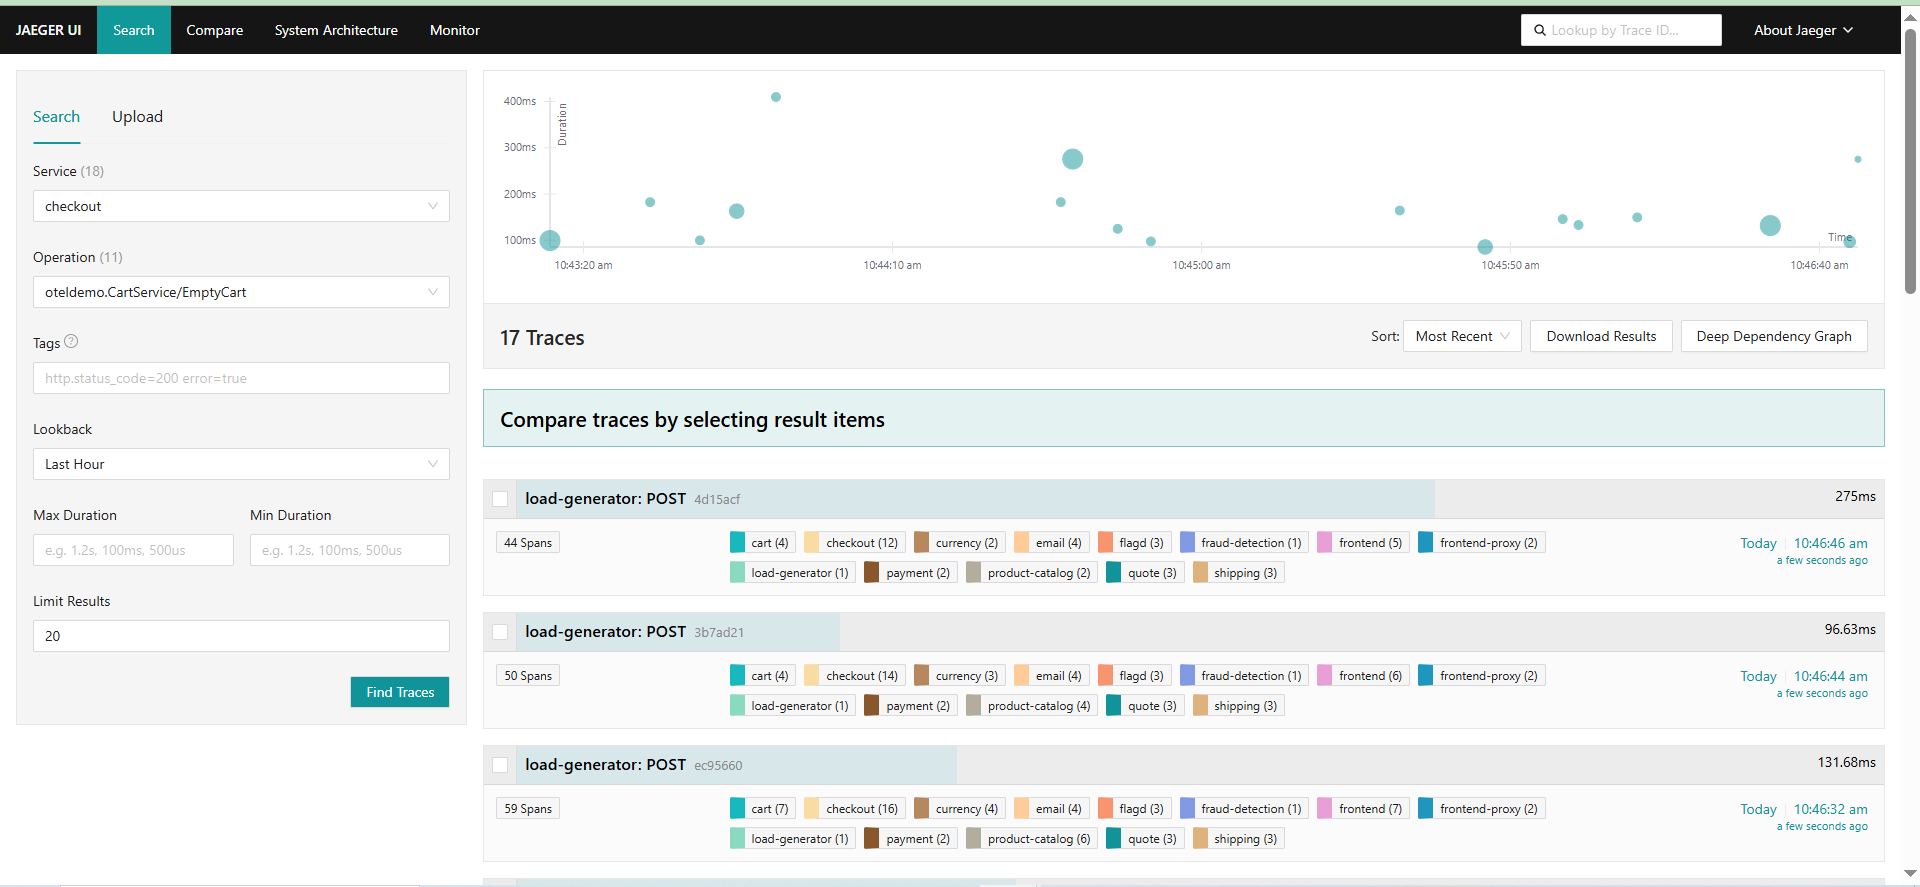 JAEGER UI Search Compare System Architecture Monitor Lookup by Trace ID... About Jaeger
Search Upload
Service (18)
checkout
Operation (11)
oteldemo.CartService/EmptyCart
Tags ?
http.status_code=200 error=true
Lookback
Last Hour
Max Duration Min Duration
e.g. 1.2s, 100ms, 500us e.g. 1.2s, 100ms, 500us
Limit Results
20
Find Traces
Duration
400ms
300ms
200ms
100ms
Time
10:43:20 am 10:44:10 am 10:45:00 am 10:45:50 am 10:46:40 am
17 Traces Sort: Most Recent Download Results Deep Dependency Graph
Compare traces by selecting result items
load-generator: POST 4d15acf 275ms
44 Spans cart (4) checkout (12) currency (2) email (4) flagd (3) fraud-detection (1) frontend (5) frontend-proxy (2) Today 10:46:46 am
a few seconds ago
load-generator (1) payment (2) product-catalog (2) quote (3) shipping (3)
load-generator: POST 3b7ad21 96.63ms
50 Spans cart (4) checkout (14) currency (3) email (4) flagd (3) fraud-detection (1) frontend (6) frontend-proxy (2) Today 10:46:44 am
a few seconds ago
load-generator (1) payment (2) product-catalog (4) quote (3) shipping (3)
load-generator: POST ec95660 131.68ms
59 Spans cart (7) checkout (16) currency (4) email (4) flagd (3) fraud-detection (1) frontend (7) frontend-proxy (2) Today 10:46:32 am
a few seconds ago
load-generator (1) payment (2) product-catalog (6) quote (3) shipping (3)